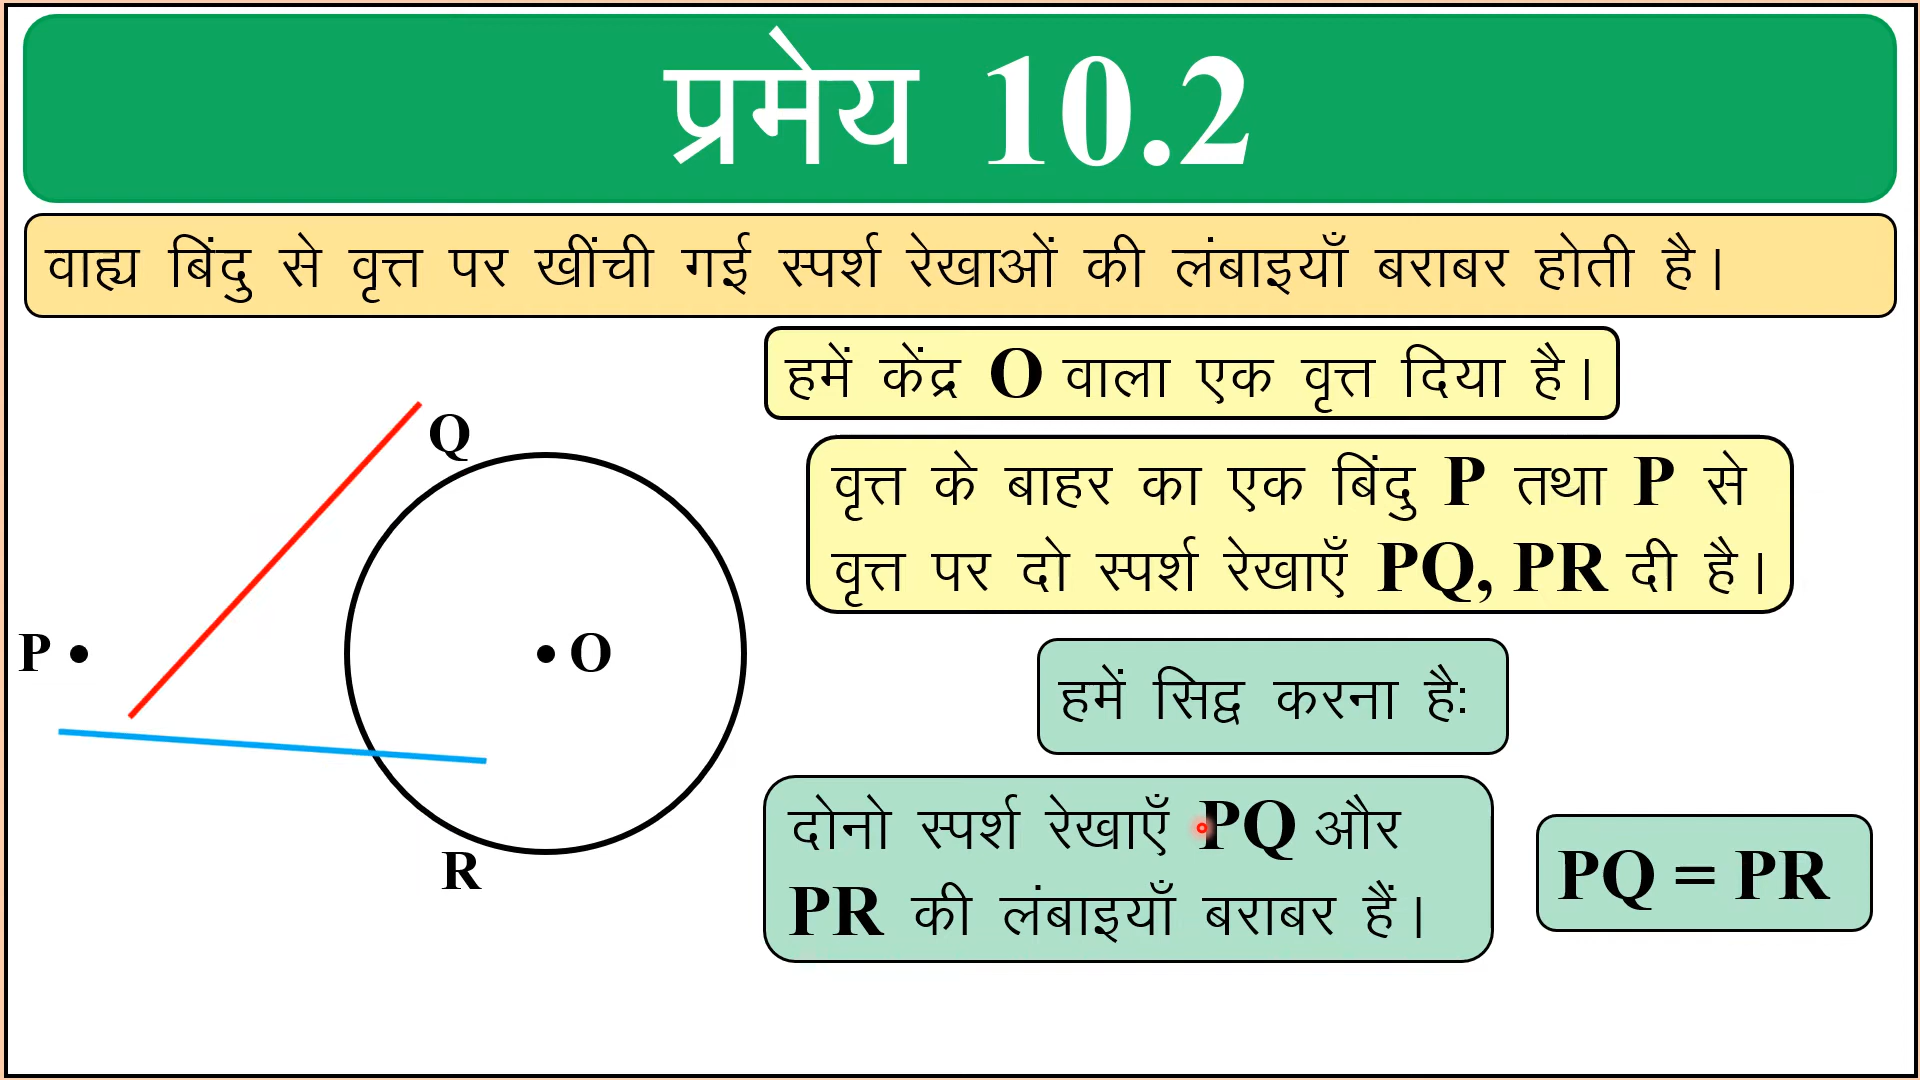 प्रमेय 10.2
वाह्य बिंदु से वृत्त पर खींची गई स्पर्श रेखाओं की लंबाइयाँ बराबर होती है।
हमें केंद्र O वाला एक वृत्त दिया है।
Q
वृत्त के बाहर का एक बिंदु P तथा P से
वृत्त पर दो स्पर्श रेखाएँ PQ, PR दी है।
P
O
हमें सिद्व करना हैः
दोनो स्पर्श रेखाएँ PQ और
PR की लंबाइयाँ बराबर हैं।
PQ = PR
R